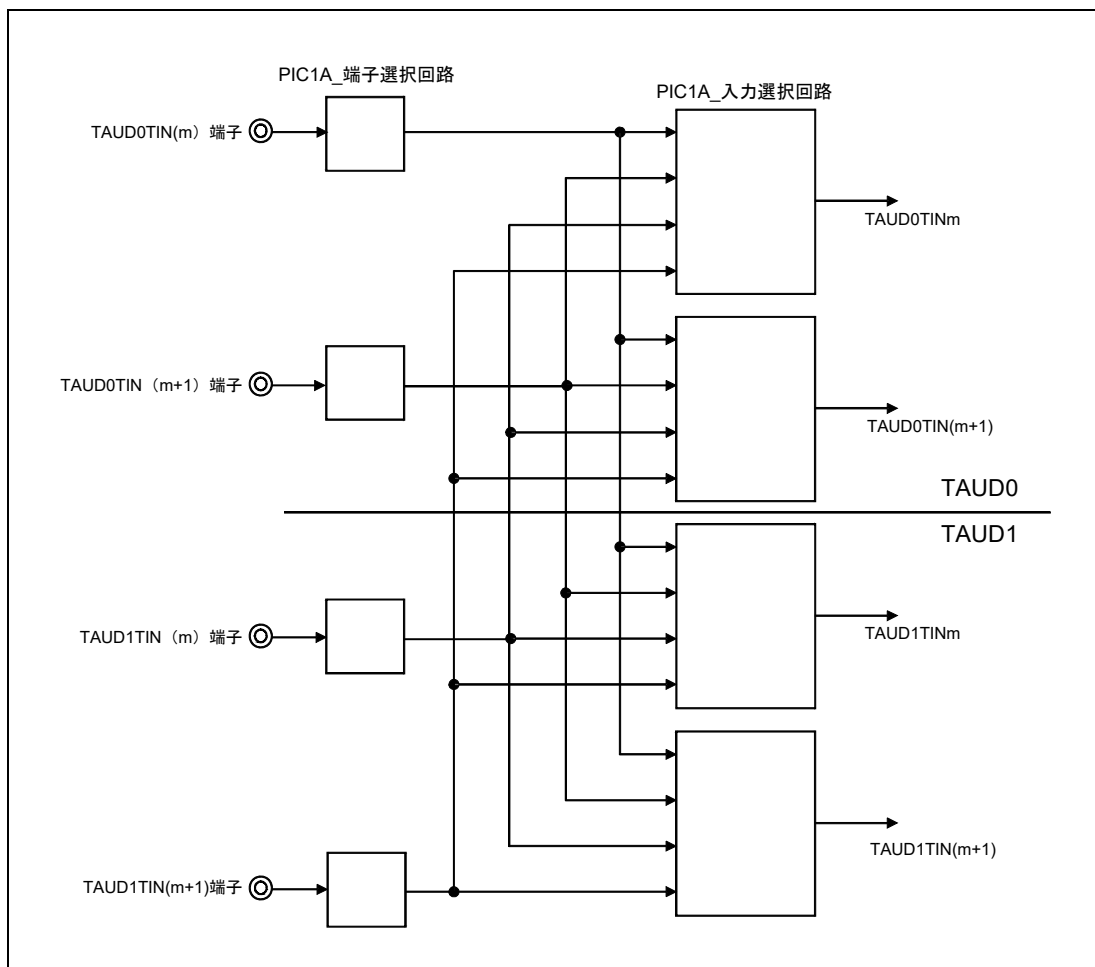 PIC1A_端子選択回路
PIC1A_入力選択回路
TAUD0TIN(m）端子
TAUD0TINm
TAUD0TIN（m+1）端子
TAUD0TIN(m+1)
TAUD0
TAUD1
TAUD1TIN（m）端子
TAUD1TINm
TAUD1TIN(m+1)
TAUD1TIN(m+1)端子